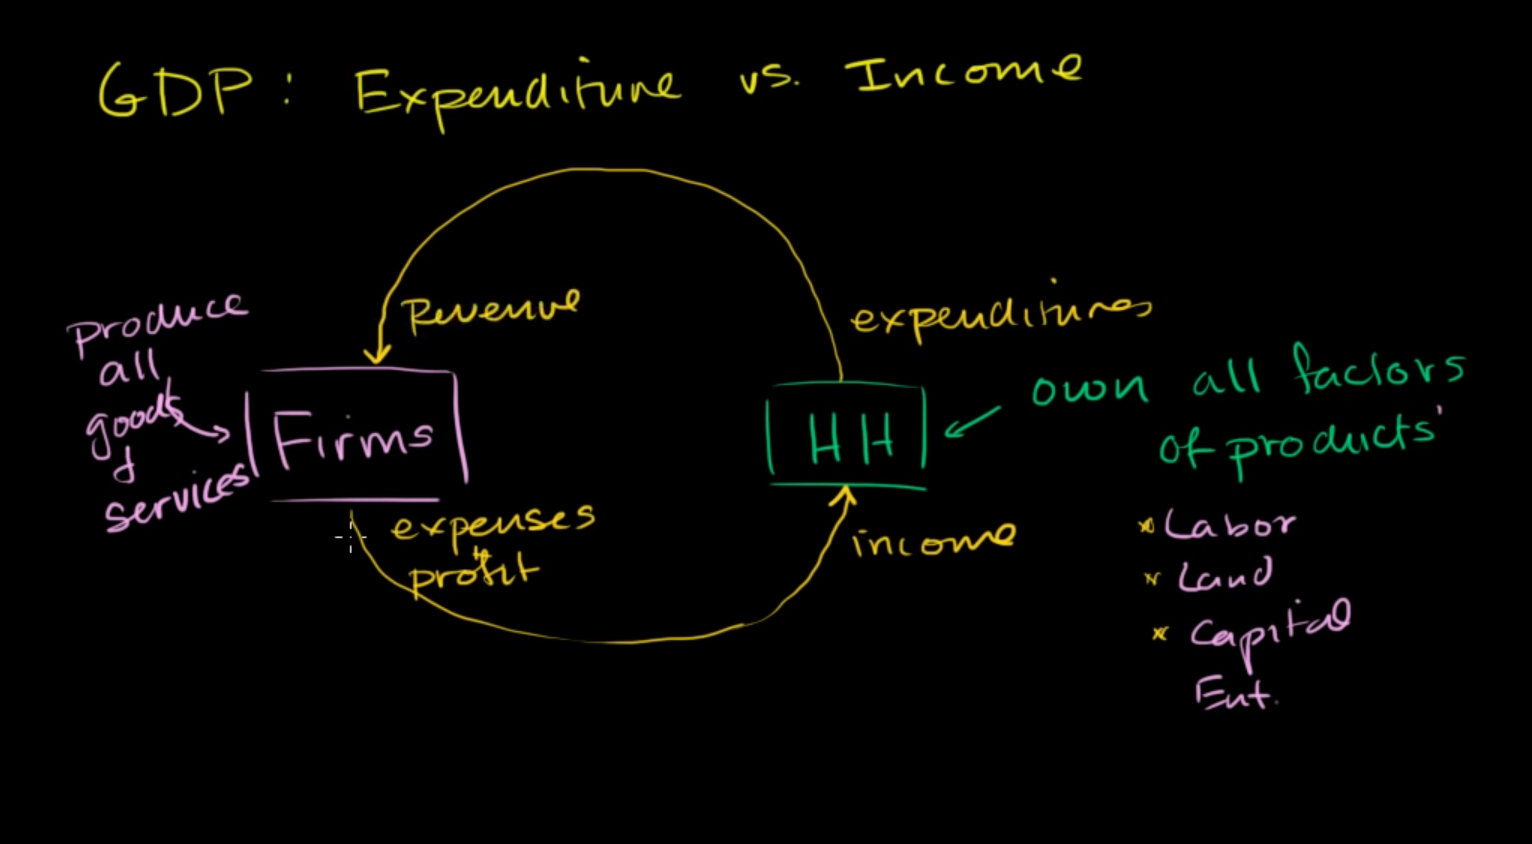 GDP: Expenditure vs. Income
Revenue
expenditures
Produce
all
goods
&
services
Firms
HH
own all factors
of products'
expenses
profit
income
x Labor
x Land
x Capital
Ent.